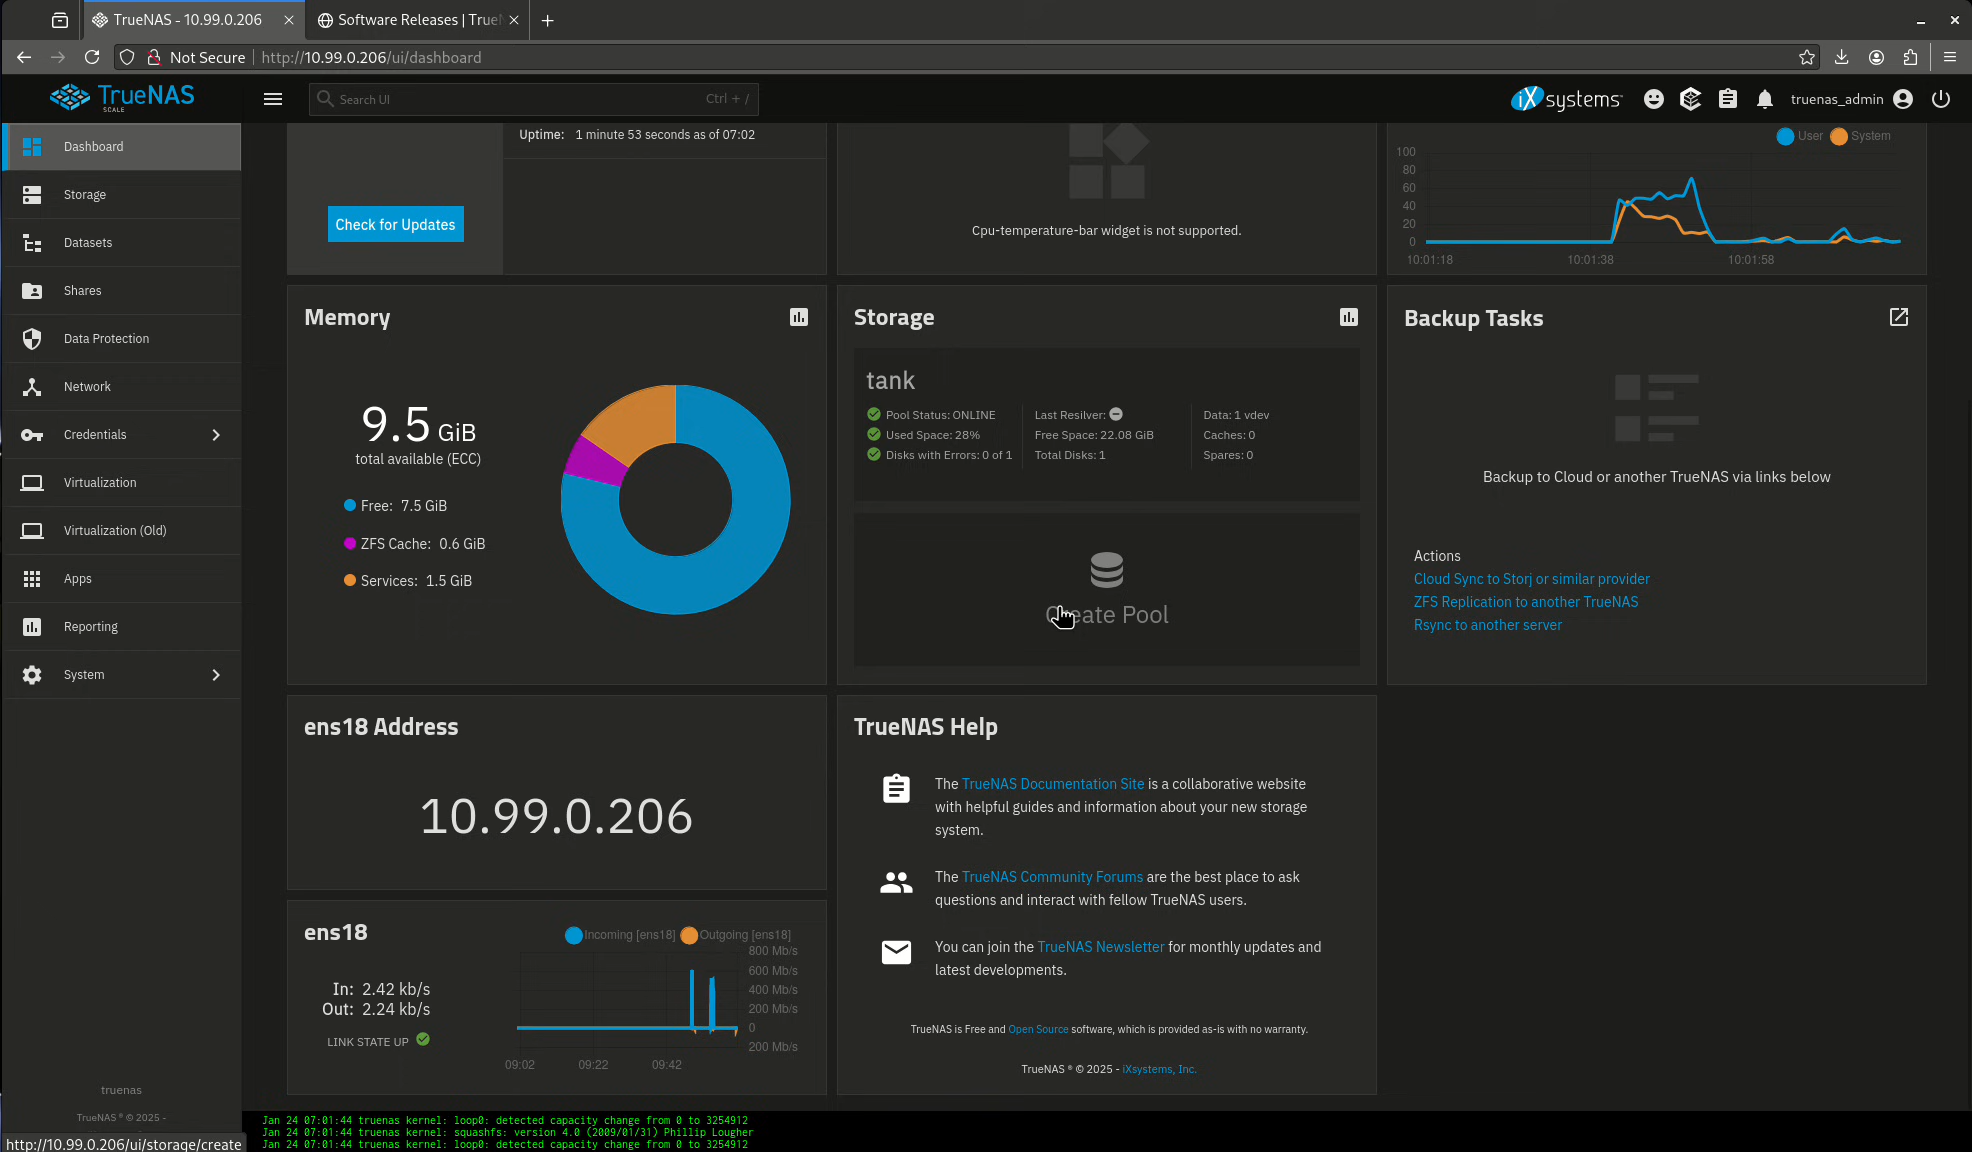 TrueNAS - 10.99.0.206
Software Releases | True
Not Secure
http://10.99.0.206/ui/dashboard
TrueNAS
SCALE
Search UI
Ctrl + /
iXsystems
truenas_admin
Dashboard
Storage
Datasets
Shares
Data Protection
Network
Credentials
Virtualization
Virtualization (Old)
Apps
Reporting
System
truenas
TrueNAS ® © 2025 -
http://10.99.0.206/ui/storage/create
Uptime: 1 minute 53 seconds as of 07:02
Check for Updates
Cpu-temperature-bar widget is not supported.
User
System
100
80
60
40
20
0
10:01:18
10:01:38
10:01:58
Memory
9.5 GiB
total available (ECC)
Free: 7.5 GiB
ZFS Cache: 0.6 GiB
Services: 1.5 GiB
Storage
tank
Pool Status: ONLINE
Used Space: 28%
Disks with Errors: 0 of 1
Last Resilver:
Free Space: 22.08 GiB
Total Disks: 1
Data: 1 vdev
Caches: 0
Spares: 0
Create Pool
Backup Tasks
Backup to Cloud or another TrueNAS via links below
Actions
Cloud Sync to Storj or similar provider
ZFS Replication to another TrueNAS
Rsync to another server
ens18 Address
10.99.0.206
ens18
Incoming [ens18]
Outgoing [ens18]
In: 2.42 kb/s
Out: 2.24 kb/s
LINK STATE UP
800 Mb/s
600 Mb/s
400 Mb/s
200 Mb/s
0
200 Mb/s
09:02
09:22
09:42
TrueNAS Help
The TrueNAS Documentation Site is a collaborative website
with helpful guides and information about your new storage
system.
The TrueNAS Community Forums are the best place to ask
questions and interact with fellow TrueNAS users.
You can join the TrueNAS Newsletter for monthly updates and
latest developments.
TrueNAS is Free and Open Source software, which is provided as-is with no warranty.
TrueNAS ® © 2025 - iXsystems, Inc.
Jan 24 07:01:44 truenas kernel: loop0: detected capacity change from 0 to 3254912
Jan 24 07:01:44 truenas kernel: squashfs: version 4.0 (2009/01/31) Phillip Lougher
Jan 24 07:01:44 truenas kernel: loop0: detected capacity change from 0 to 3254912